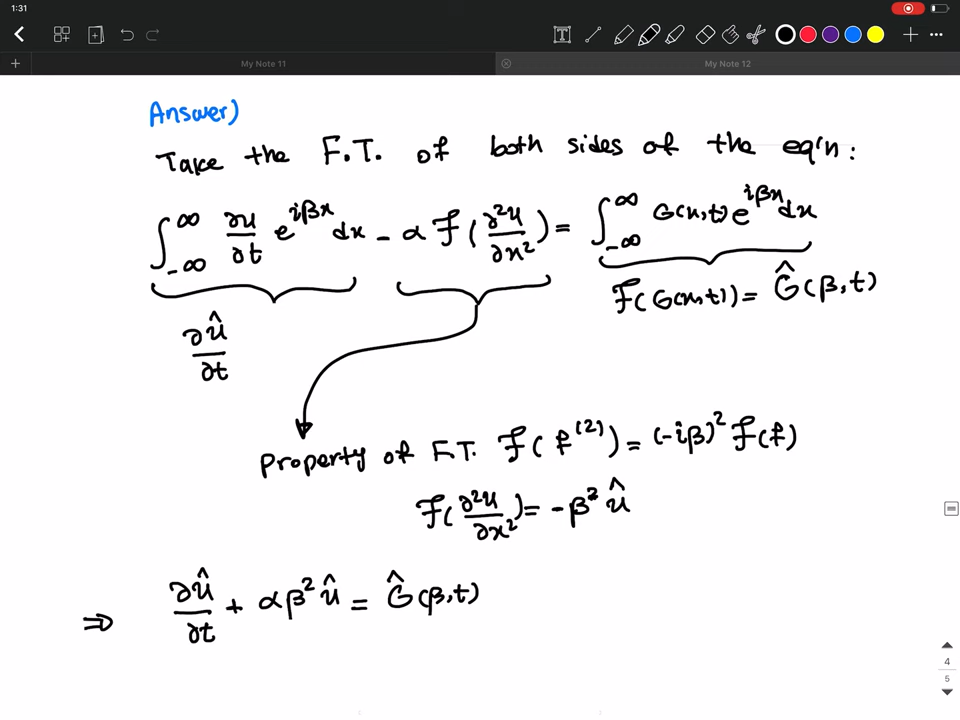 1:31
My Note 11
My Note 12
Answer)
Take the F.T. of both sides of the eq'n:
∫_{-∞}^{∞} ∂u/∂t e^{iβx} dx - α ℱ(∂²u/∂x²) = ∫_{-∞}^{∞} G(x,t) e^{iβx} dx
∂û/∂t
ℱ(G(x,t)) = Ĝ(β,t)
Property of F.T. ℱ(f^{(2)}) = (-iβ)² ℱ(f)
ℱ(∂²u/∂x²) = -β² û
⇒ ∂û/∂t + αβ² û = Ĝ(β,t)
4
5